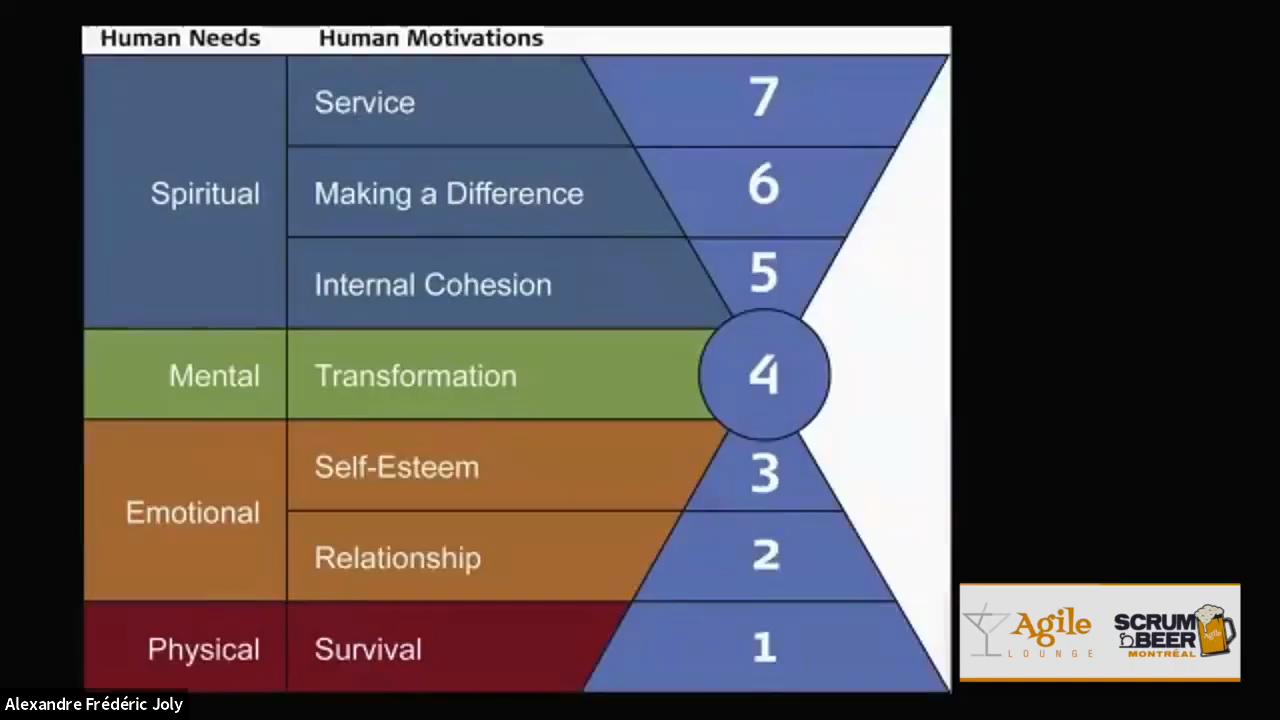 Human Needs Human Motivations
Service 7
Spiritual Making a Difference 6
Internal Cohesion 5
Mental Transformation 4
Self-Esteem 3
Emotional
Relationship 2
Physical Survival 1
Agile
LOUNGE
SCRUM
BEER
MONTRÉAL
Agile
Alexandre Frédéric Joly